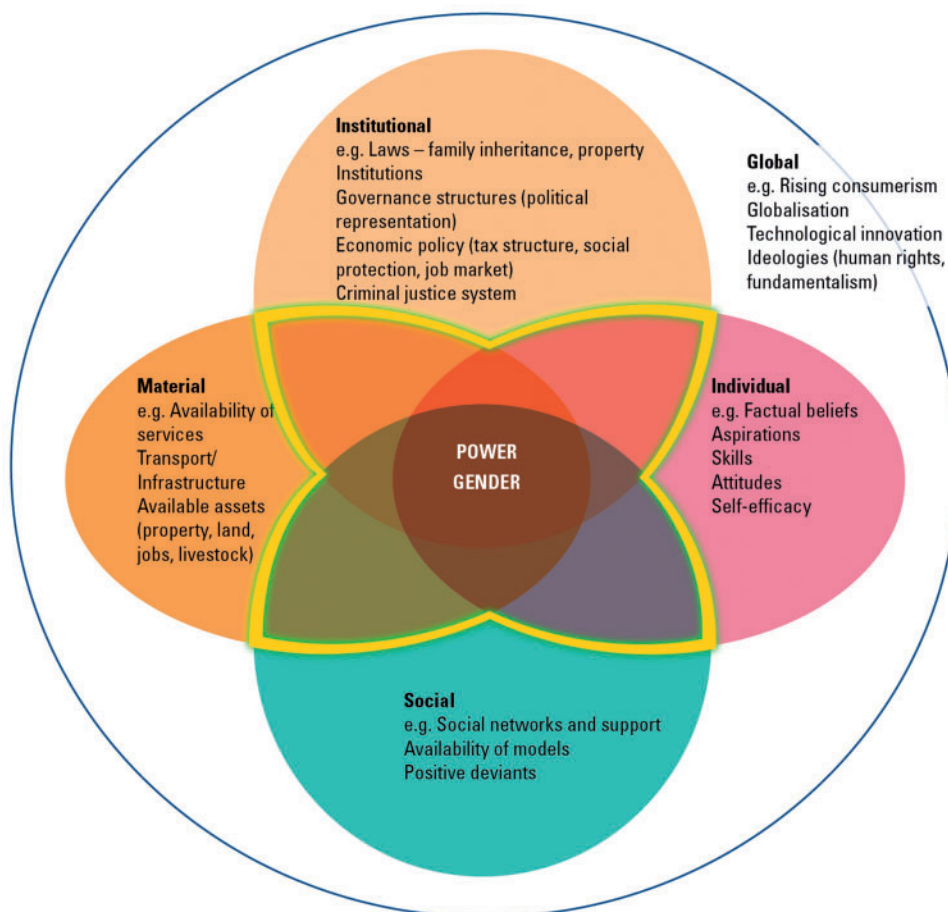 Institutional
e.g. Laws – family inheritance, property
Institutions
Governance structures (political
representation)
Economic policy (tax structure, social
protection, job market)
Criminal justice system
Global
e.g. Rising consumerism
Globalisation
Technological innovation
Ideologies (human rights,
fundamentalism)
Material
e.g. Availability of
services
Transport/
Infrastructure
Available assets
(property, land,
jobs, livestock)
POWER
GENDER
Individual
e.g. Factual beliefs
Aspirations
Skills
Attitudes
Self-efficacy
Social
e.g. Social networks and support
Availability of models
Positive deviants